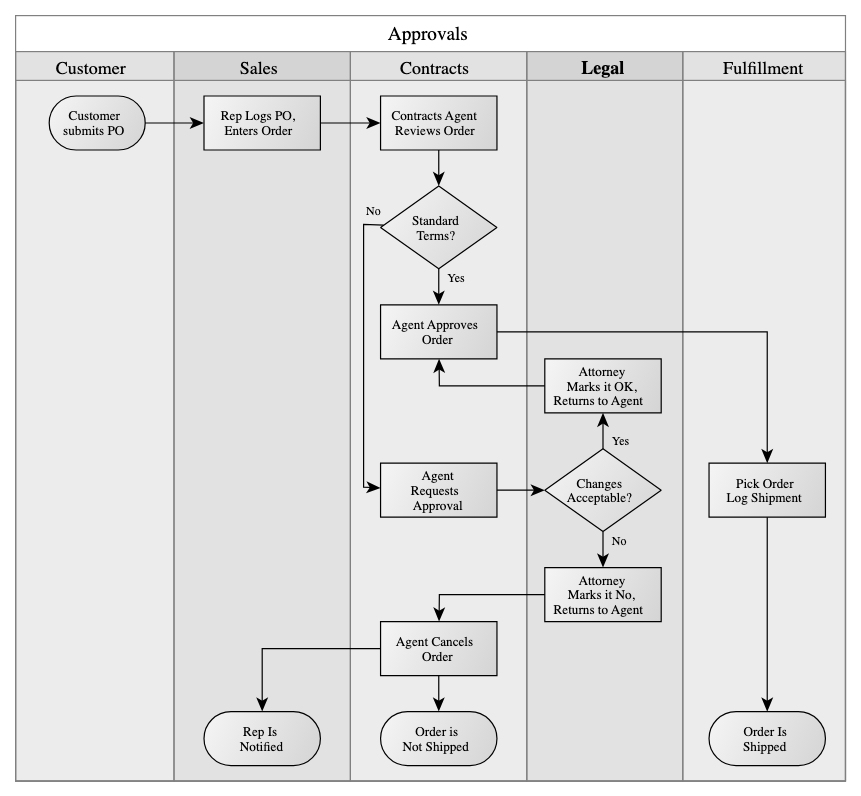 Approvals
Customer
Sales
Contracts
Legal
Fulfillment
Customer
submits PO
Rep Logs PO,
Enters Order
Contracts Agent
Reviews Order
No
Standard
Terms?
Yes
Agent Approves
Order
Attorney
Marks it OK,
Returns to Agent
Yes
Agent
Requests
Approval
Changes
Acceptable?
Pick Order
Log Shipment
No
Attorney
Marks it No,
Returns to Agent
Agent Cancels
Order
Rep Is
Notified
Order is
Not Shipped
Order Is
Shipped